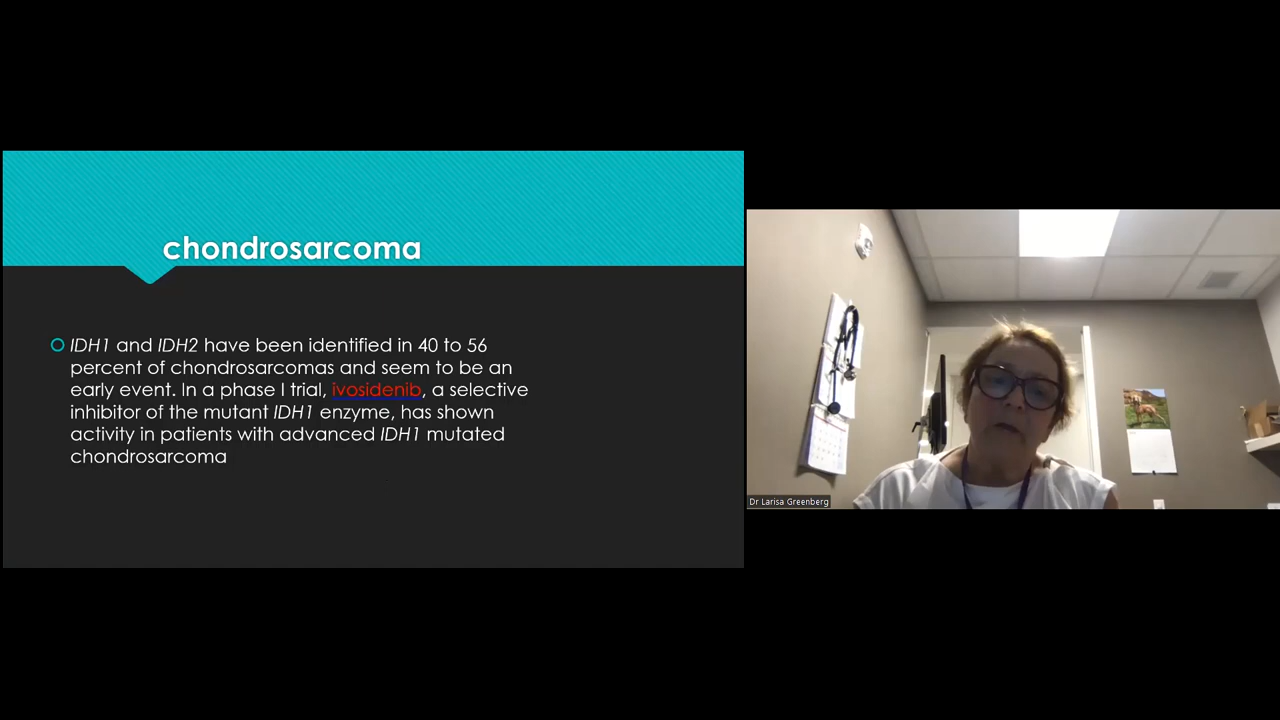 chondrosarcoma
IDH1 and IDH2 have been identified in 40 to 56
percent of chondrosarcomas and seem to be an
early event. In a phase I trial, ivosidenib, a selective
inhibitor of the mutant IDH1 enzyme, has shown
activity in patients with advanced IDH1 mutated
chondrosarcoma
Dr Larisa Greenberg